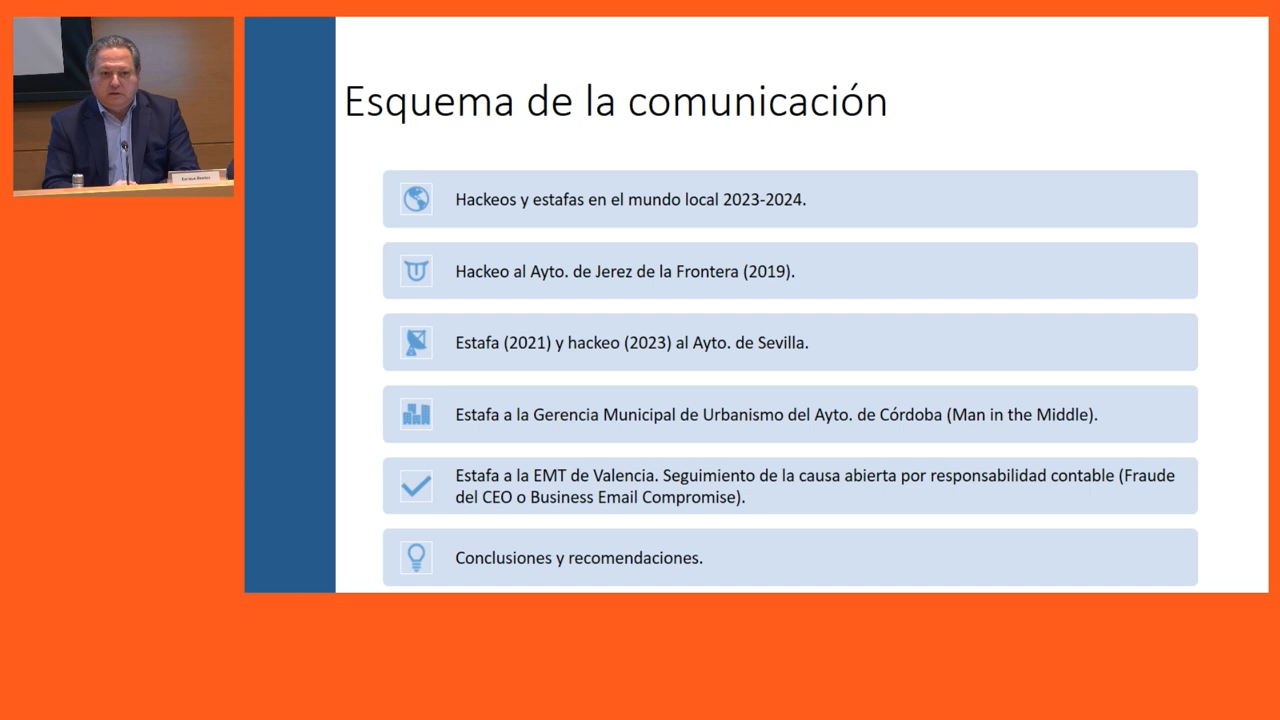 Esquema de la comunicación
Hackeos y estafas en el mundo local 2023-2024.
Hackeo al Ayto. de Jerez de la Frontera (2019).
Estafa (2021) y hackeo (2023) al Ayto. de Sevilla.
Estafa a la Gerencia Municipal de Urbanismo del Ayto. de Córdoba (Man in the Middle).
Estafa a la EMT de Valencia. Seguimiento de la causa abierta por responsabilidad contable (Fraude
del CEO o Business Email Compromise).
Conclusiones y recomendaciones.